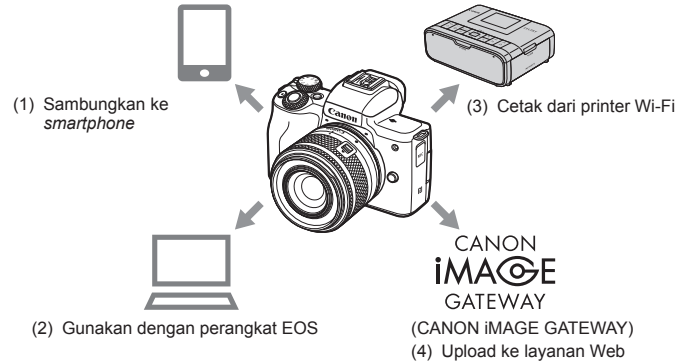 (1) Sambungkan ke
smartphone
Canon
(3) Cetak dari printer Wi-Fi
(2) Gunakan dengan perangkat EOS
CANON
iMAGE
GATEWAY
(CANON iMAGE GATEWAY)
(4) Upload ke layanan Web